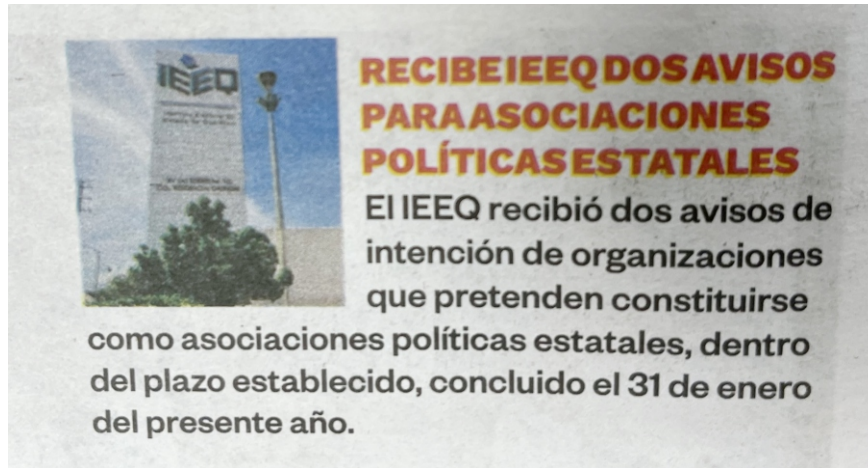 IEEQ
RECIBE IEEQ DOS AVISOS
PARA ASOCIACIONES
POLÍTICAS ESTATALES
El IEEQ recibió dos avisos de
intención de organizaciones
que pretenden constituirse
como asociaciones políticas estatales, dentro
del plazo establecido, concluido el 31 de enero
del presente año.